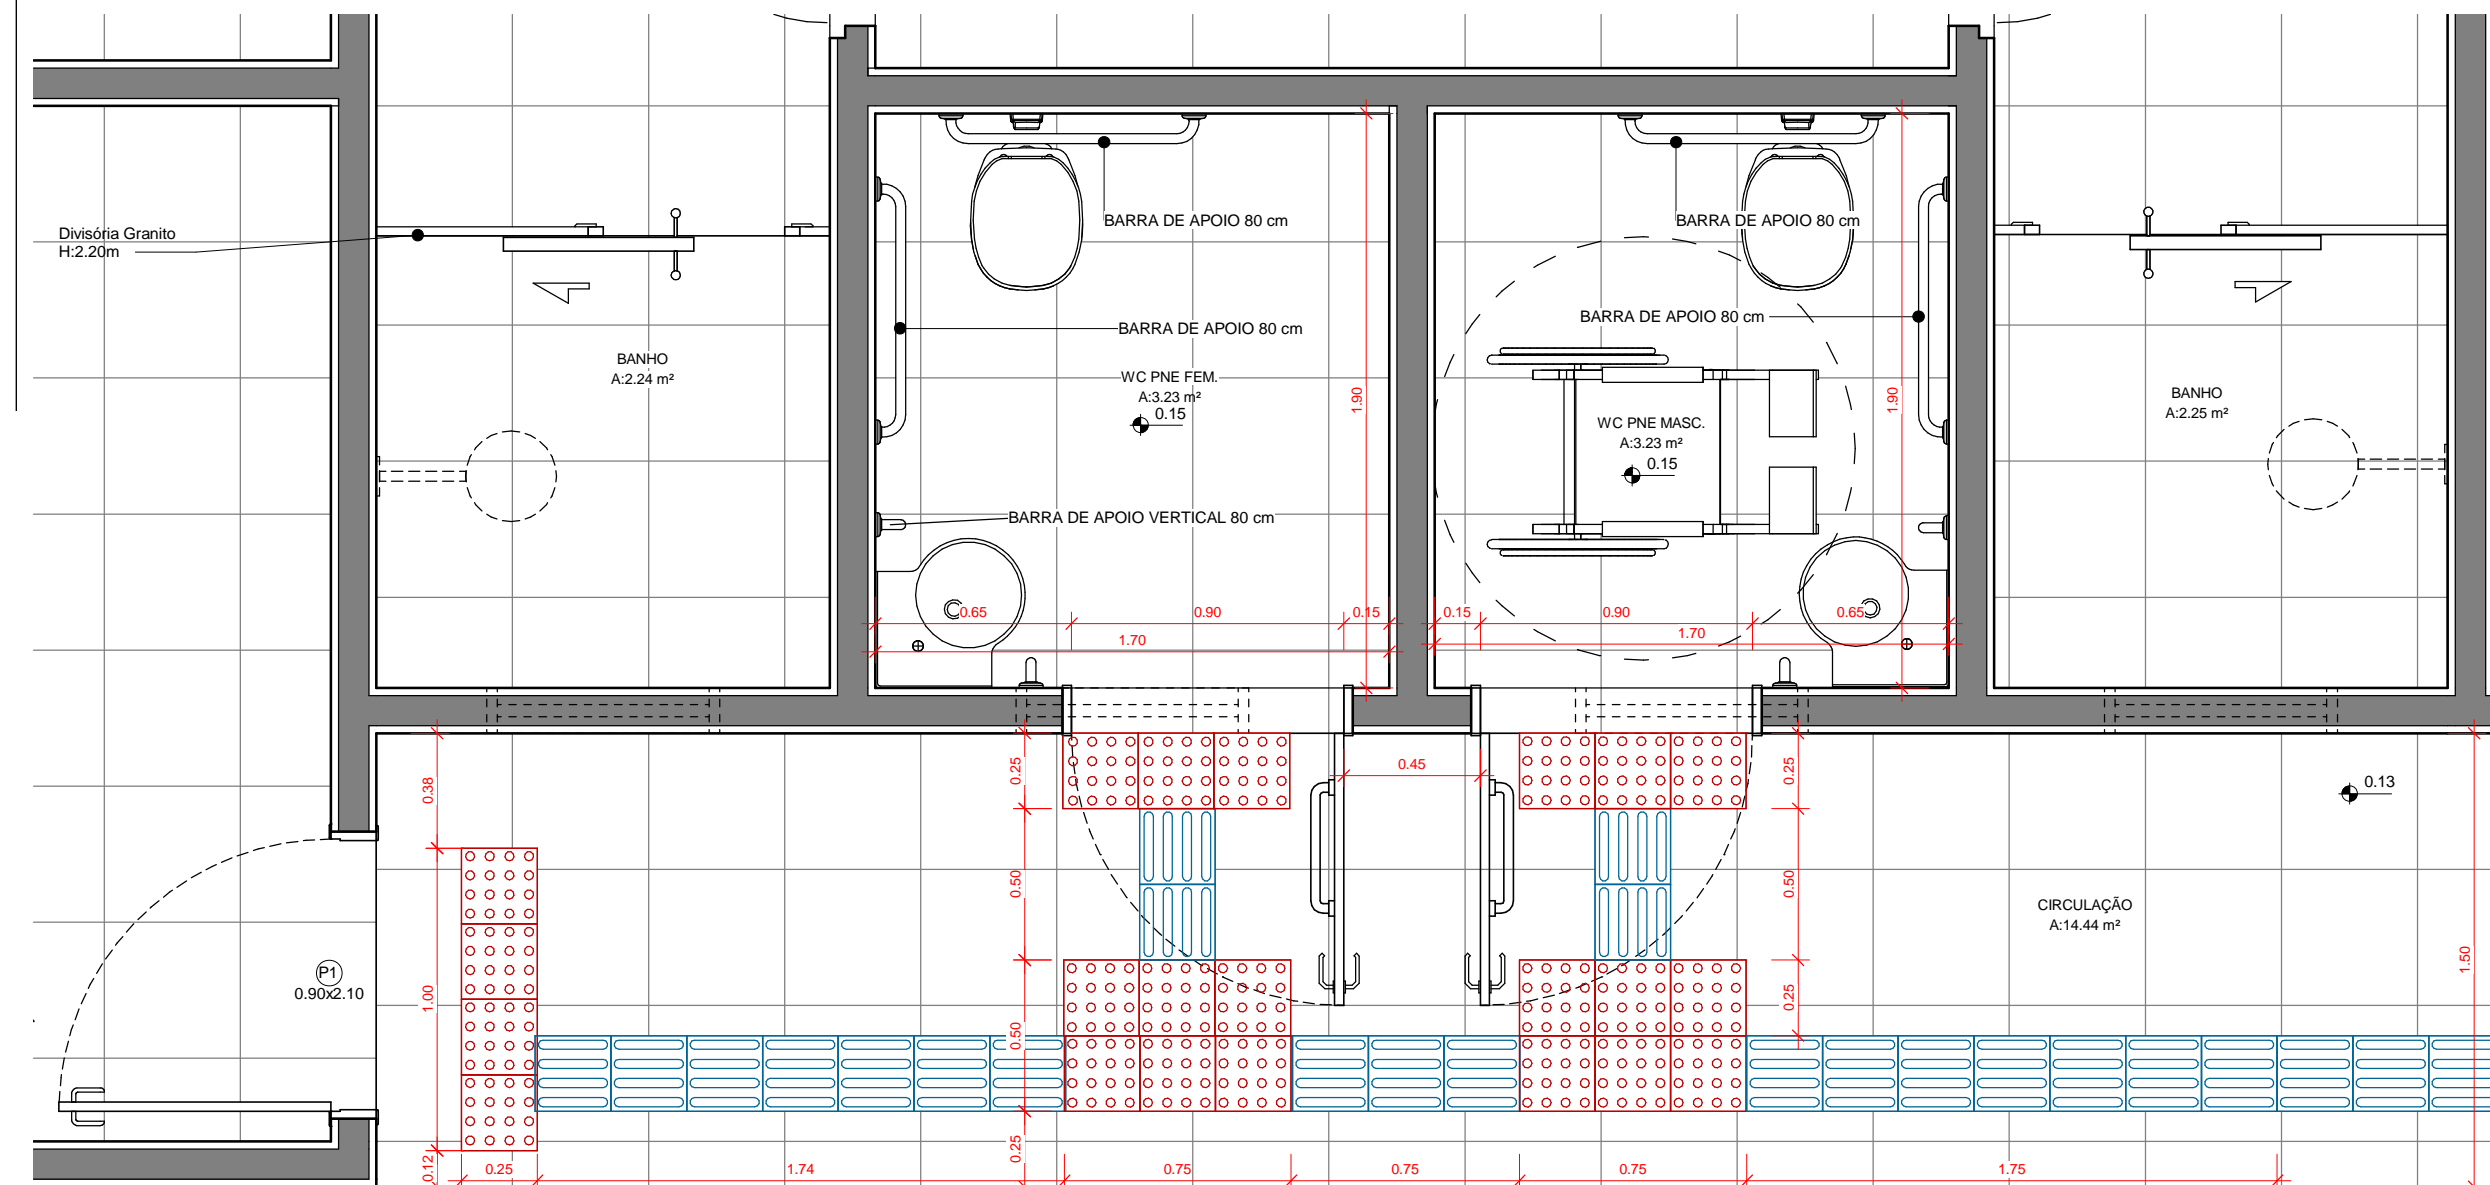 Divisória Granito
H:2.20m
BANHO
A:2.24 m²
BARRA DE APOIO 80 cm
BARRA DE APOIO 80 cm
WC PNE FEM.
A:3.23 m²
0.15
BARRA DE APOIO VERTICAL 80 cm
1.90
0.65
0.90
0.15
1.70
BARRA DE APOIO 80 cm
BARRA DE APOIO 80 cm
WC PNE MASC.
A:3.23 m²
0.15
1.90
0.15
0.90
0.65
1.70
BANHO
A:2.25 m²
0.38
0.25
0.45
0.25
0.13
0.50
0.50
CIRCULAÇÃO
A:14.44 m²
1.50
P1
0.90x2.10
1.00
0.50
0.25
0.12
0.25
0.25
1.74
0.75
0.75
0.75
1.75